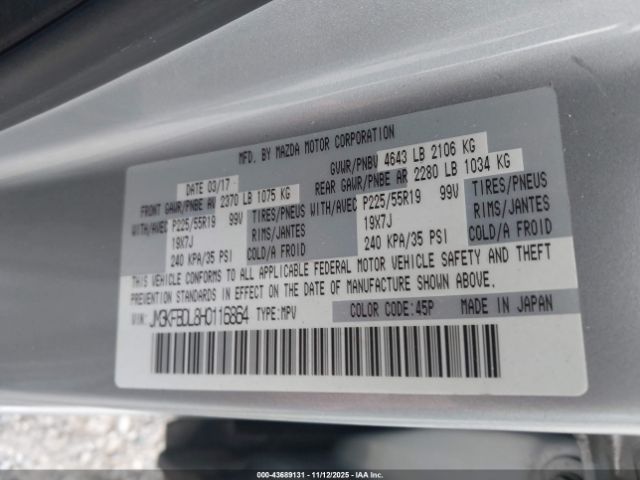 MFD. BY MAZDA MOTOR CORPORATION
DATE 03/17 GVWR/PNBV 4643 LB 2106 KG
FRONT GAWR/PNBE AV 2370 LB 1075 KG REAR GAWR/PNBE AR 2280 LB 1034 KG
WITH/AVEC P225/55R19 99V TIRES/PNEUS WITH/AVEC P225/55R19 99V TIRES/PNEUS
19X7J RIMS/JANTES 19X7J RIMS/JANTES
240 KPA/35 PSI COLD/A FROID 240 KPA/35 PSI COLD/A FROID
THIS VEHICLE CONFORMS TO ALL APPLICABLE FEDERAL MOTOR VEHICLE SAFETY AND THEFT
PREVENTION STANDARDS IN EFFECT ON THE DATE OF MANUFACTURE SHOWN ABOVE.
VIN: JM3KFBDL8H0116864 TYPE: MPV COLOR CODE: 45P MADE IN JAPAN
000-43689131 - 11/12/2025 - IAA Inc.